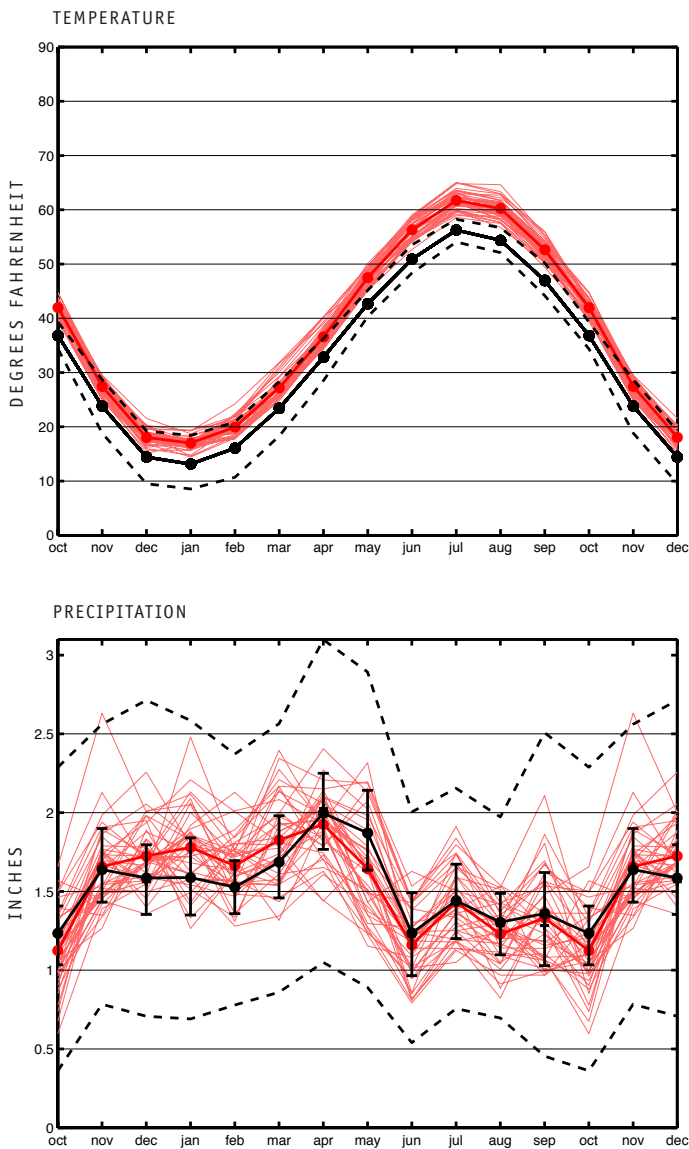 TEMPERATURE
DEGREES FAHRENHEIT
90
80
70
60
50
40
30
20
10
0
oct nov dec jan feb mar apr may jun jul aug sep oct nov dec
PRECIPITATION
INCHES
3
2.5
2
1.5
1
0.5
0
oct nov dec jan feb mar apr may jun jul aug sep oct nov dec